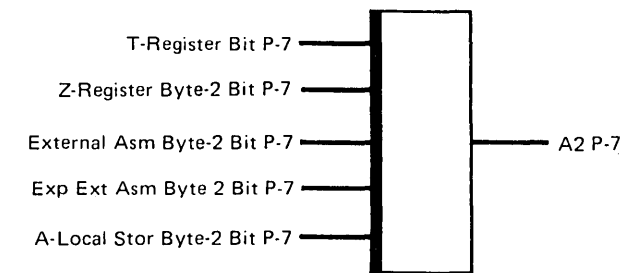 T-Register Bit P-7
Z-Register Byte-2 Bit P-7
External Asm Byte-2 Bit P-7
A2 P-7
Exp Ext Asm Byte 2 Bit P-7
A-Local Stor Byte-2 Bit P-7